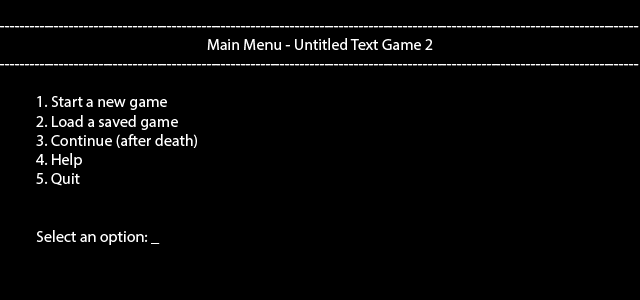 Main Menu - Untitled Text Game 2
1. Start a new game
2. Load a saved game
3. Continue (after death)
4. Help
5. Quit
Select an option: _